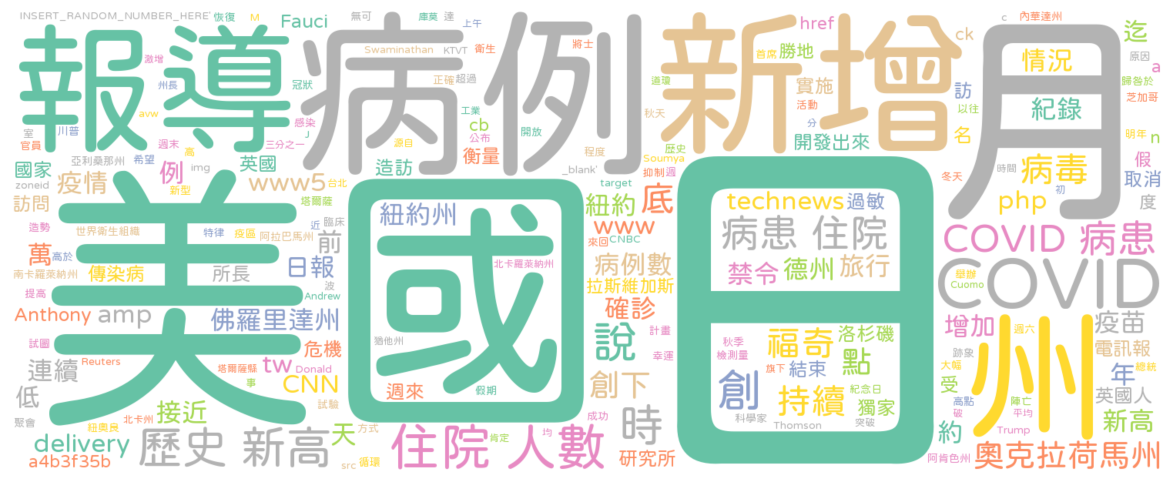 INSERT_RANDOM_NUMBER_HERE'
恢復
M
Fauci
無可
庫莫
達
上午
href
ck
c
內華達州
迄
報導
病例
新增
月
激增
Swaminathan
KTVT
衛生
將士
首席
勝地
情況
原因
a
州長
冠狀
正確
超過
道瓊
實施
訪
歸咎於
avw
感染
工業
cb
公布
活動
紀錄
芝加哥
室
川普
J
源自
開放
秋天
分
以往
官員
週末
三分之一
衡量
歷史
開發出來
名
明年
n
國家
亞利桑那州
希望
高
英國
例
img
造訪
_blank'
程度
Soumya
抑制
週
病毒
假
zoneid
疫情
新型
www5
台北
target
冬天
時間
初
取消
訪問
塔爾薩
紐約州
紐約
底
technews
過敏
php
度
造勢
世界衛生組織
特律
疫區
近
臨床
www
病患 住院
COVID 病患
萬
高於
阿拉巴馬州
前
來回
CNBC
美
國
日
南卡羅萊納州
傳染病
所長
日報
北卡羅萊納州
病例數
禁令
德州
旅行
COVID
提高
波
拉斯維加斯
舉辦
Cuomo
Anthony
amp
Andrew
佛羅里達州
確診
增加
週六
疫苗
試圖
危機
猶他州
說
計畫
秋季
福奇
洛杉磯
州
跡象
電訊報
連續
Reuters
塔爾薩縣
tw
Donald
幸運
檢測量
旗下
結束
點
大幅
年
總統
低
事
CNN
週來
假期
創下
創
持續
紀念日
獨家
受
高點
陣亡
英國人
聚會
北卡州
接近
試驗
成功
時
科學家
突破
碳
平均
新高
紐奧良
Thomson
約
Trump
delivery
歷史 新高
天
方式
住院 人數
肯定
均
研究所
阿肯色州
奧克拉荷馬州
a4b3f35b
src
循環